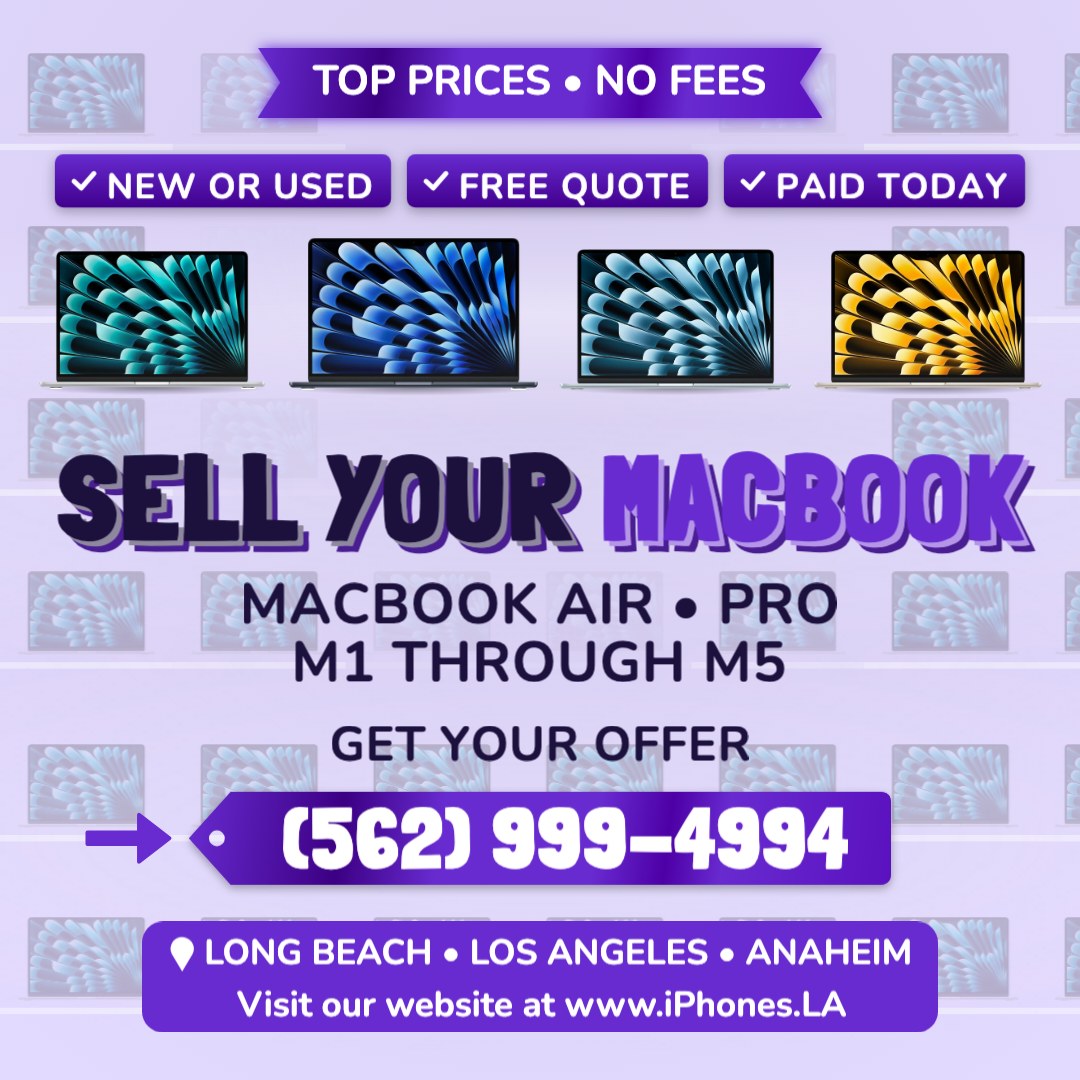 TOP PRICES • NO FEES
✓ NEW OR USED ✓ FREE QUOTE ✓ PAID TODAY
SELL YOUR MACBOOK
MACBOOK AIR • PRO
M1 THROUGH M5
GET YOUR OFFER
(562) 999-4994
LONG BEACH • LOS ANGELES • ANAHEIM
Visit our website at www.iPhones.LA